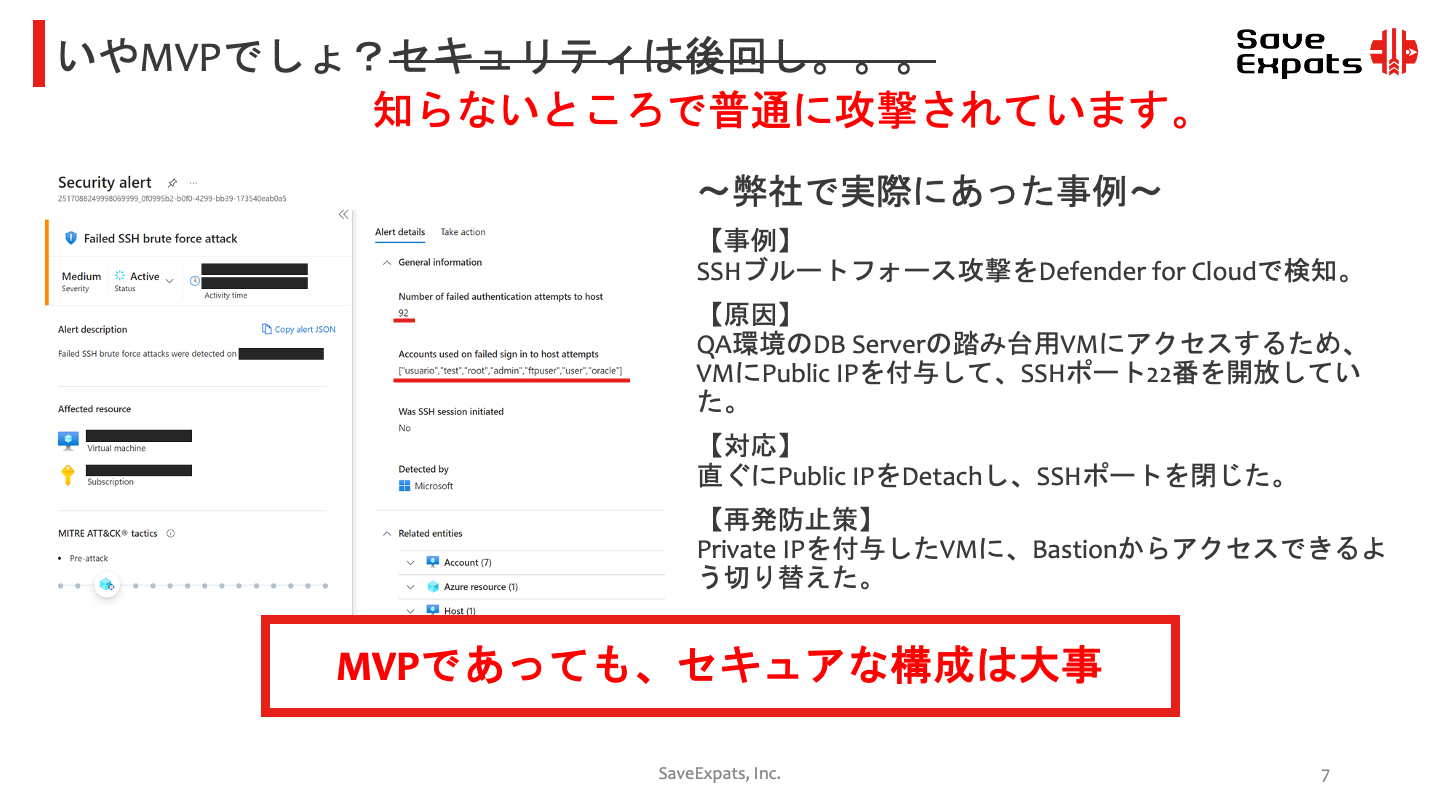 いやMVPでしょ？セキュリティは後回し。。。
Save
Expats
知らないところで普通に攻撃されています。
Security alert
2517088249998069999_0f0995b2-b0f0-4299-bb39-173540eab0a5
Failed SSH brute force attack
Medium
Severity
Active
Status
Activity time
Alert description
Copy alert JSON
Failed SSH brute force attacks were detected on
Affected resource
Virtual machine
Subscription
MITRE ATT&CK® tactics
• Pre-attack
Alert details
Take action
General information
Number of failed authentication attempts to host
92
Accounts used on failed sign in to host attempts
["usuario","test","root","admin","ftpuser","user","oracle"]
Was SSH session initiated
No
Detected by
Microsoft
Related entities
Account (7)
Azure resource (1)
Host (1)
〜弊社で実際にあった事例〜
【事例】
SSHブルートフォース攻撃をDefender for Cloudで検知。
【原因】
QA環境のDB Serverの踏み台用VMにアクセスするため、
VMにPublic IPを付与して、SSHポート22番を開放してい
た。
【対応】
直ぐにPublic IPをDetachし、SSHポートを閉じた。
【再発防止策】
Private IPを付与したVMに、Bastionからアクセスできるよ
う切り替えた。
MVPであっても、セキュアな構成は大事
SaveExpats, Inc.
7